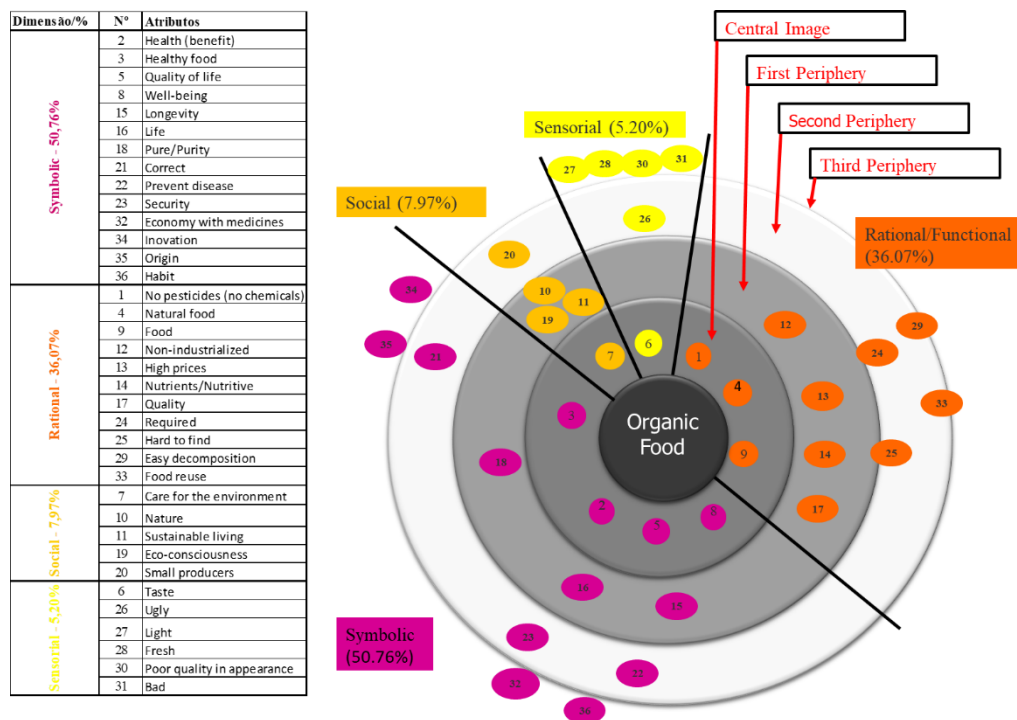 Dimensão/% Nº Atributos
Symbolic - 50,76%
2 Health (benefit)
3 Healthy food
5 Quality of life
8 Well-being
15 Longevity
16 Life
18 Pure/Purity
21 Correct
22 Prevent disease
23 Security
32 Economy with medicines
34 Inovation
35 Origin
36 Habit
Rational - 36,07%
1 No pesticides (no chemicals)
4 Natural food
9 Food
12 Non-industrialized
13 High prices
14 Nutrients/Nutritive
17 Quality
24 Required
25 Hard to find
29 Easy decomposition
33 Food reuse
Social - 7,97%
7 Care for the environment
10 Nature
11 Sustainable living
19 Eco-consciousness
20 Small producers
Sensorial - 5,20%
6 Taste
26 Ugly
27 Light
28 Fresh
30 Poor quality in appearance
31 Bad
Central Image
First Periphery
Second Periphery
Third Periphery
Sensorial (5.20%)
Social (7.97%)
Rational/Functional
(36.07%)
Symbolic
(50.76%)
Organic
Food
27
28
30
31
26
20
10
11
19
7
6
1
4
9
12
13
14
17
29
24
33
25
34
35
21
3
18
2
5
8
16
15
23
22
32
36